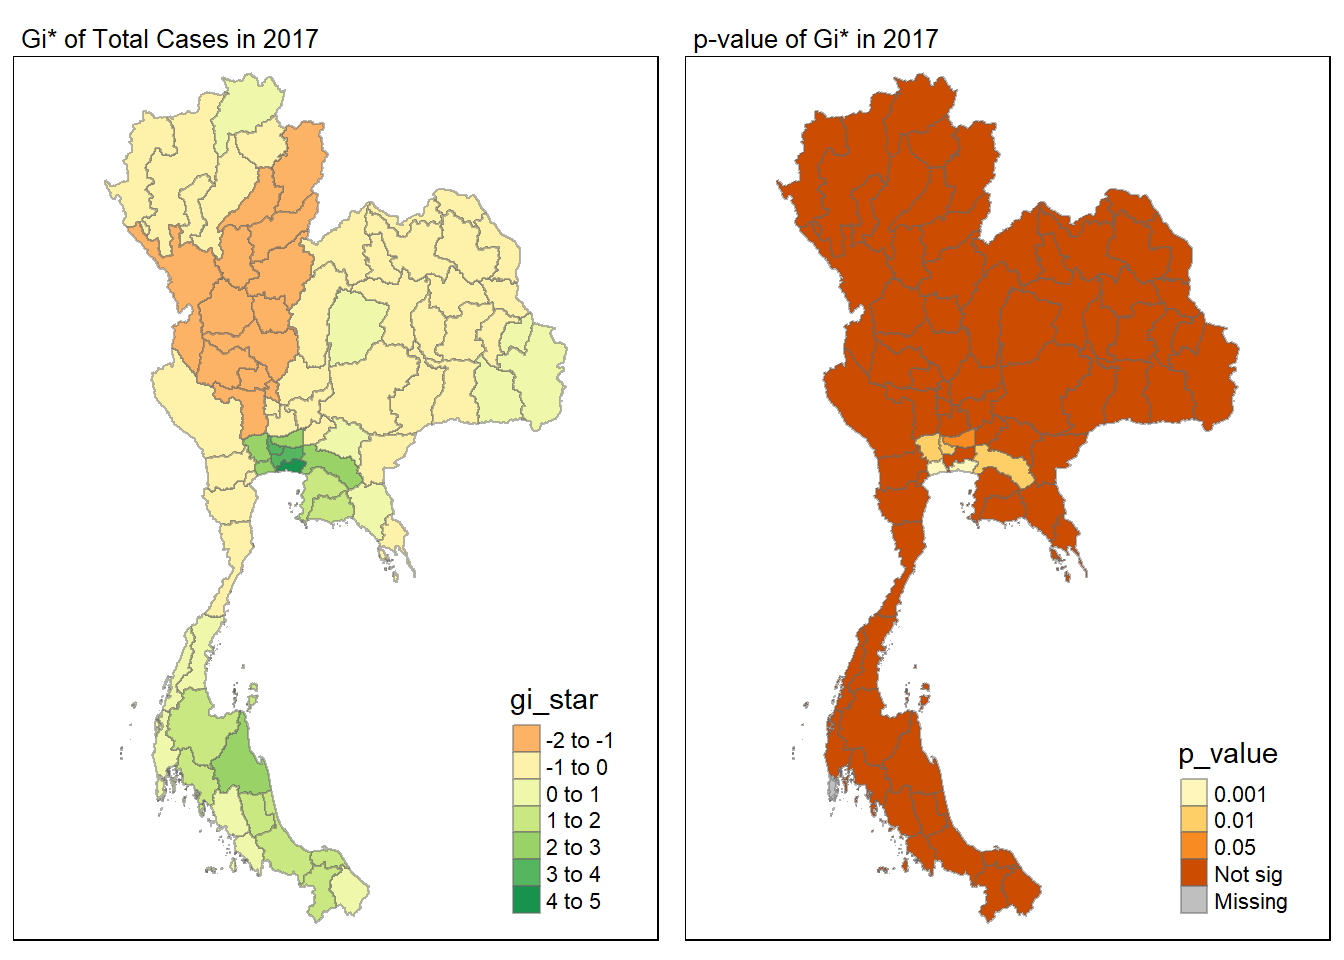 Gi* of Total Cases in 2017
p-value of Gi* in 2017
gi_star
-2 to -1
-1 to 0
0 to 1
1 to 2
2 to 3
3 to 4
4 to 5
p_value
0.001
0.01
0.05
Not sig
Missing